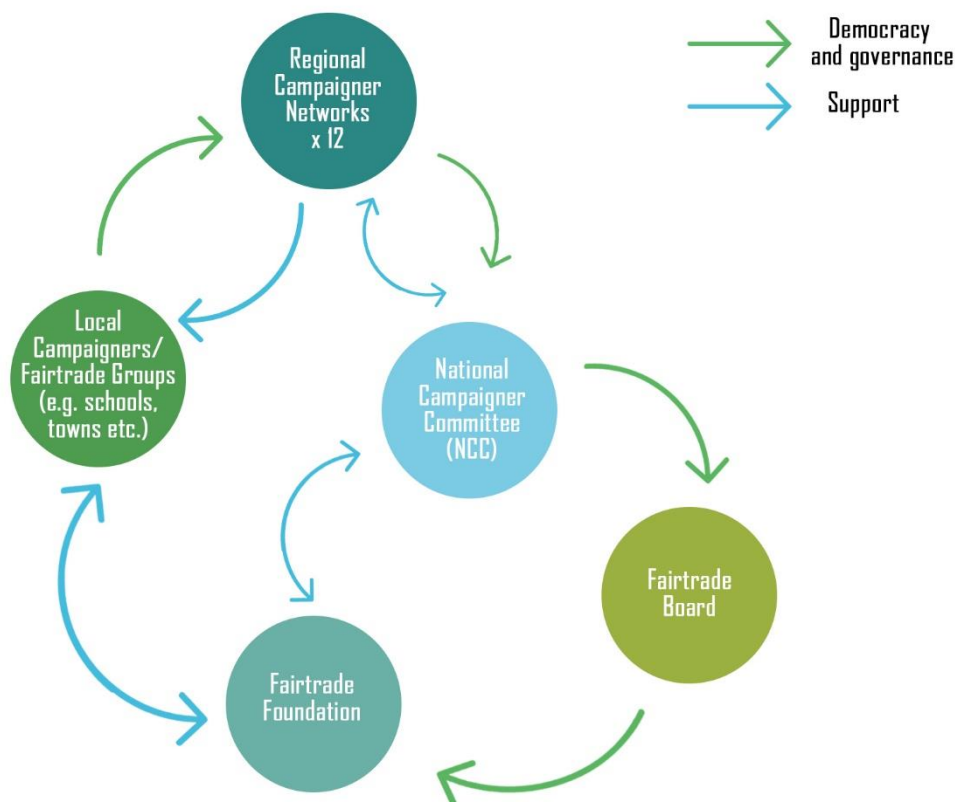 Democracy
and governance
Support
Regional
Campaigner
Networks
x 12
Local
Campaigners/
Fairtrade Groups
(e.g. schools,
towns etc.)
National
Campaigner
Committee
(NCC)
Fairtrade
Board
Fairtrade
Foundation